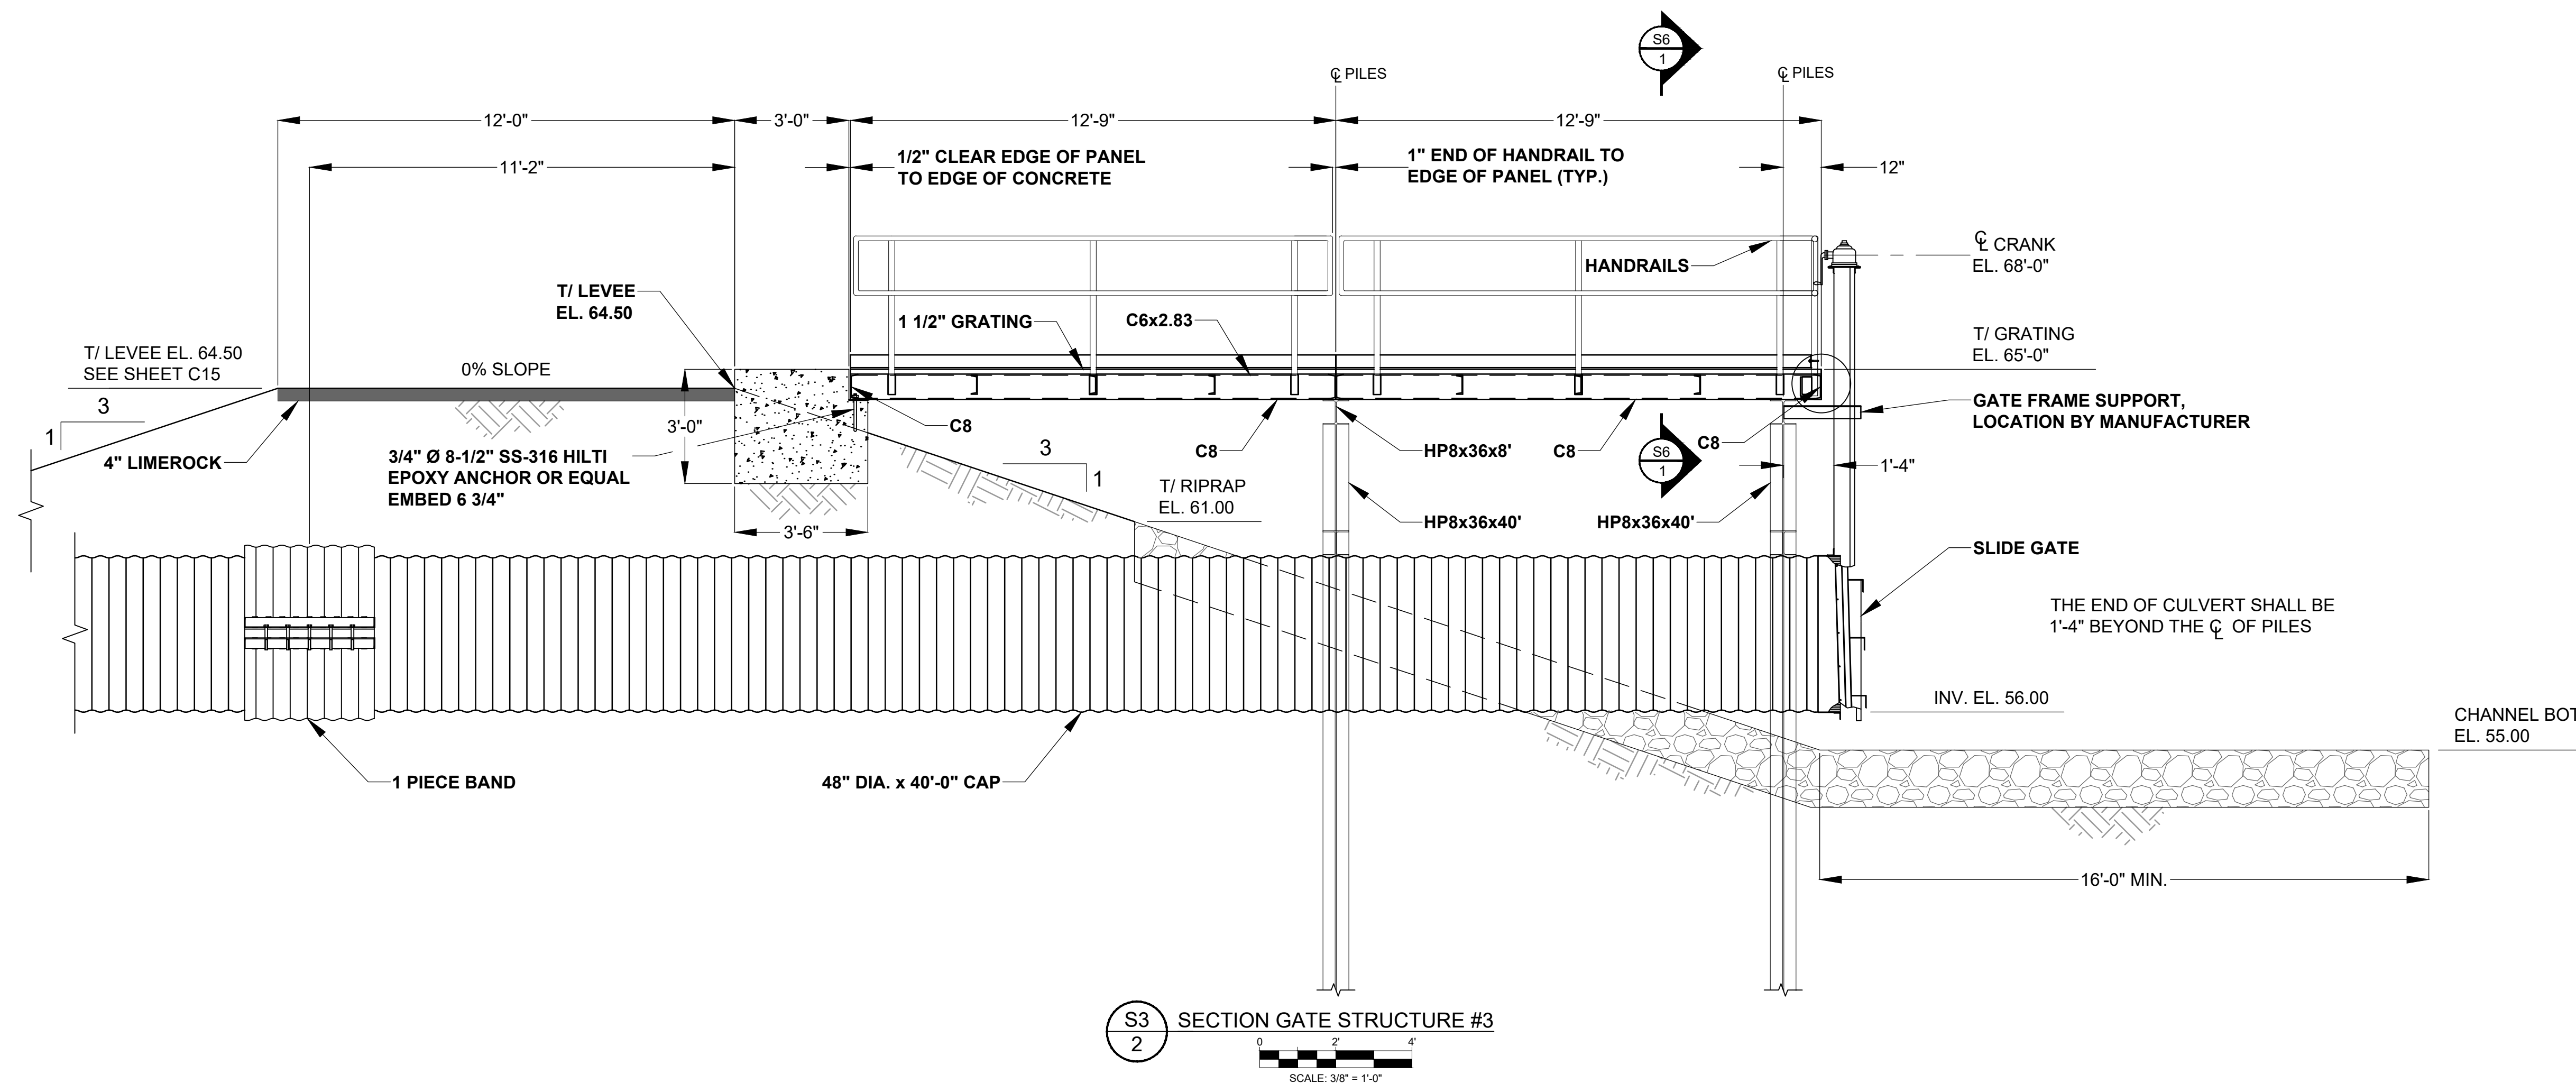 S6
1
℄ PILES
℄ PILES
12'-0"
3'-0"
12'-9"
12'-9"
11'-2"
1/2" CLEAR EDGE OF PANEL
TO EDGE OF CONCRETE
1" END OF HANDRAIL TO
EDGE OF PANEL (TYP.)
12"
℄ CRANK
EL. 68'-0"
HANDRAILS
T/ LEVEE
EL. 64.50
1 1/2" GRATING
C6x2.83
T/ GRATING
EL. 65'-0"
T/ LEVEE EL. 64.50
SEE SHEET C15
0% SLOPE
3
1
4" LIMEROCK
3'-0"
3/4" Ø 8-1/2" SS-316 HILTI
EPOXY ANCHOR OR EQUAL
EMBED 6 3/4"
C8
3
1
C8
HP8x36x8'
C8
S6
1
C8
GATE FRAME SUPPORT,
LOCATION BY MANUFACTURER
1'-4"
T/ RIPRAP
EL. 61.00
3'-6"
HP8x36x40'
HP8x36x40'
SLIDE GATE
THE END OF CULVERT SHALL BE
1'-4" BEYOND THE ℄ OF PILES
INV. EL. 56.00
CHANNEL BOT
EL. 55.00
1 PIECE BAND
48" DIA. x 40'-0" CAP
16'-0" MIN.
S3
2
SECTION GATE STRUCTURE #3
0 2' 4'
SCALE: 3/8" = 1'-0"